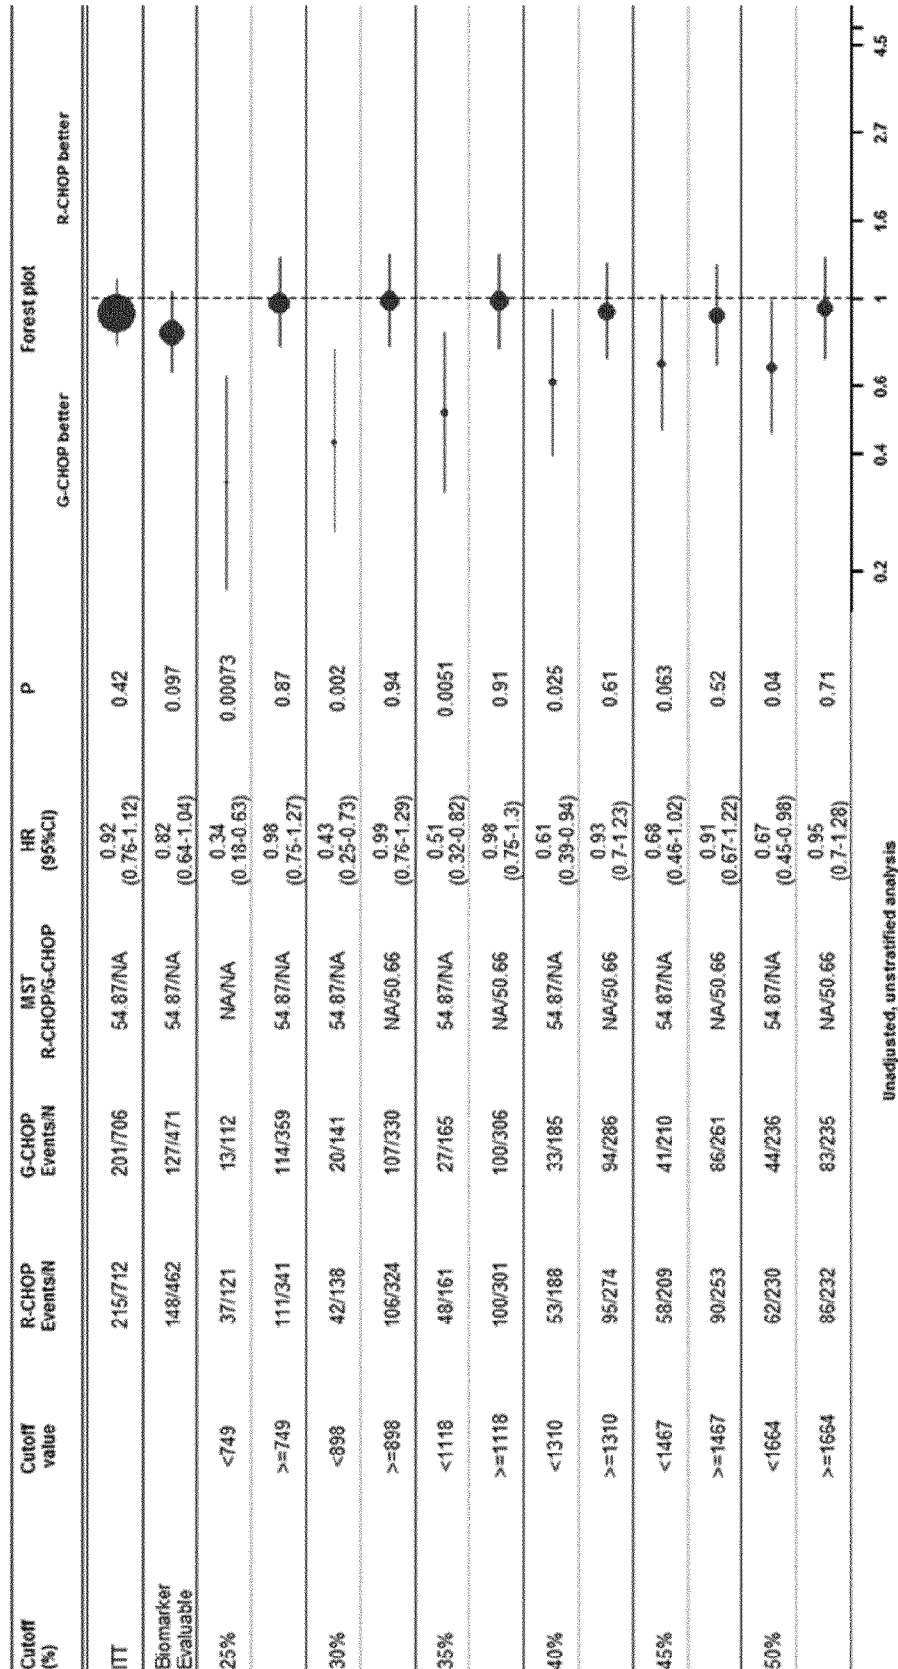 Cutoff (%) Cutoff value R-CHOP Events/N G-CHOP Events/N MST R-CHOP/G-CHOP HR (95%CI) P Forest plot
G-CHOP better R-CHOP better
ITT 215/712 201/706 54.87/NA 0.92 (0.76-1.12) 0.42
Biomarker Evaluable 148/462 127/471 54.87/NA 0.82 (0.64-1.04) 0.097
25% <749 37/121 13/112 NA/NA 0.34 (0.18-0.63) 0.00073
>=749 111/341 114/359 54.87/NA 0.98 (0.75-1.27) 0.87
30% <898 42/138 20/141 54.87/NA 0.43 (0.25-0.73) 0.002
>=898 106/324 107/330 NA/50.66 0.99 (0.76-1.29) 0.94
35% <1118 48/161 27/165 54.87/NA 0.51 (0.32-0.82) 0.0051
>=1118 100/301 100/306 NA/50.66 0.98 (0.75-1.3) 0.91
40% <1310 53/188 33/185 54.87/NA 0.61 (0.39-0.94) 0.025
>=1310 95/274 94/286 NA/50.66 0.93 (0.7-1.23) 0.61
45% <1467 58/209 41/210 54.87/NA 0.68 (0.46-1.02) 0.063
>=1467 90/253 86/261 NA/50.66 0.91 (0.67-1.22) 0.52
50% <1664 62/230 44/236 54.87/NA 0.67 (0.45-0.98) 0.04
>=1664 86/232 83/235 NA/50.66 0.95 (0.7-1.28) 0.71
0.2 0.4 0.6 1 1.6 2.7 4.5
Unadjusted, unstratified analysis